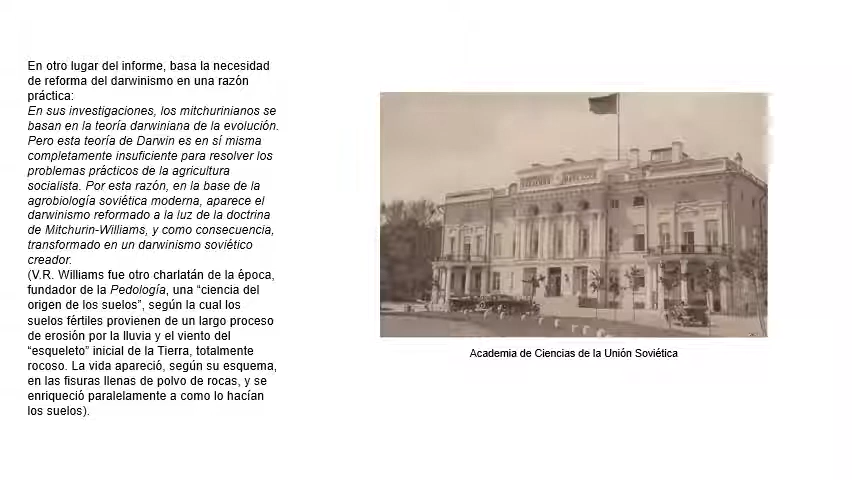 En otro lugar del informe, basa la necesidad
de reforma del darwinismo en una razón
práctica:
En sus investigaciones, los mitchurinianos se
basan en la teoría darwiniana de la evolución.
Pero esta teoría de Darwin es en sí misma
completamente insuficiente para resolver los
problemas prácticos de la agricultura
socialista. Por esta razón, en la base de la
agrobiología soviética moderna, aparece el
darwinismo reformado a la luz de la doctrina
de Mitchurin-Williams, y como consecuencia,
transformado en un darwinismo soviético
creador.
(V.R. Williams fue otro charlatán de la época,
fundador de la Pedología, una “ciencia del
origen de los suelos”, según la cual los
suelos fértiles provienen de un largo proceso
de erosión por la lluvia y el viento del
“esqueleto” inicial de la Tierra, totalmente
rocoso. La vida apareció, según su esquema,
en las fisuras llenas de polvo de rocas, y se
enriqueció paralelamente a como lo hacían
los suelos).
Academia de Ciencias de la Unión Soviética